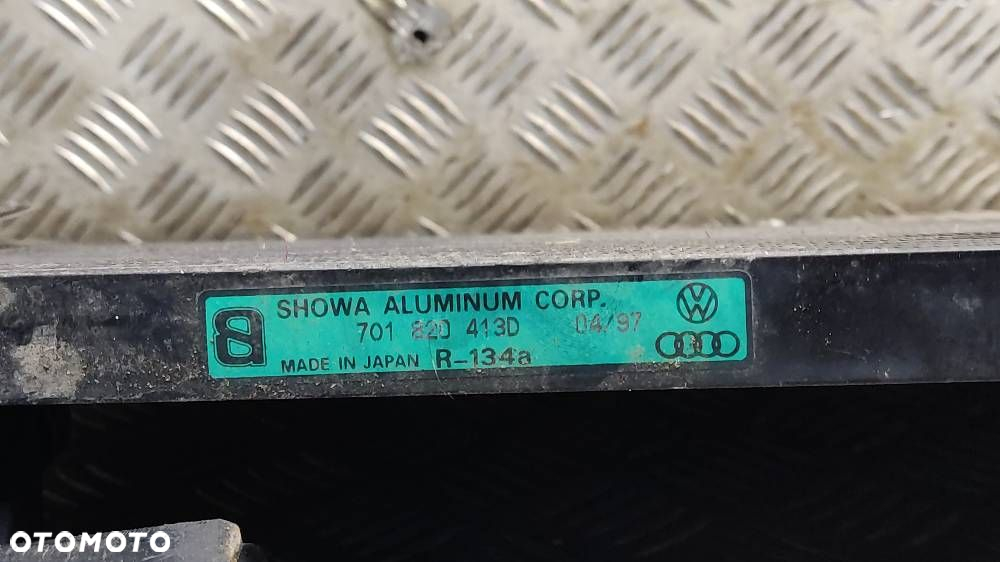 SHOWA ALUMINUM CORP.
701 820 413D 04/97
MADE IN JAPAN R-134a
OTOMOTO